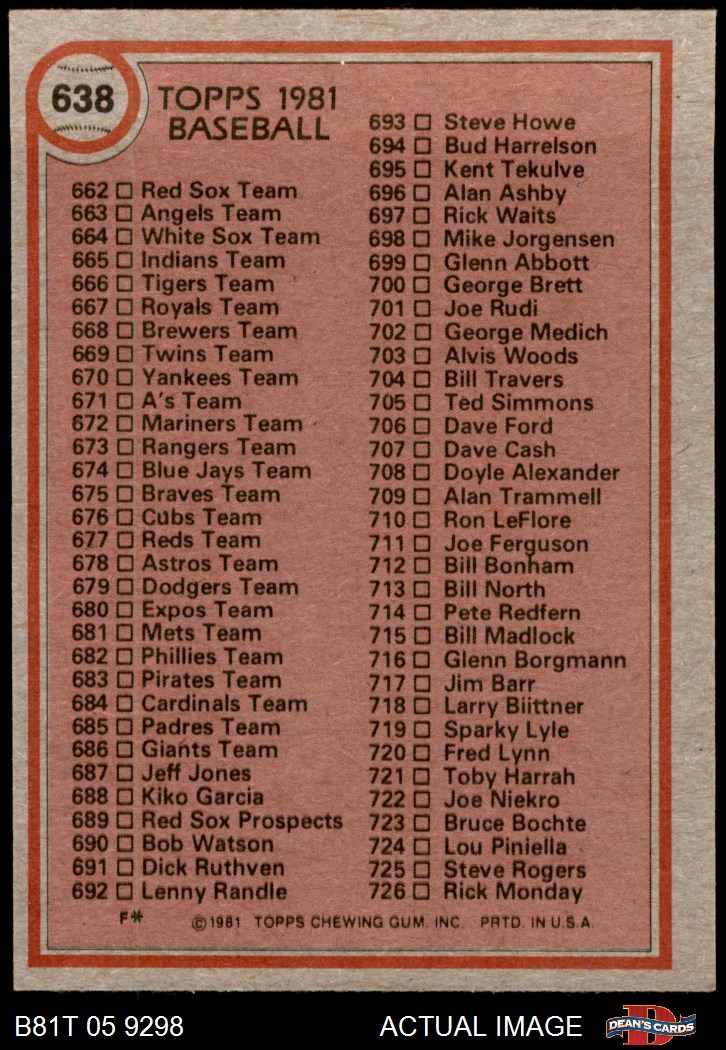 638
TOPPS 1981
BASEBALL
662 □ Red Sox Team
663 □ Angels Team
664 □ White Sox Team
665 □ Indians Team
666 □ Tigers Team
667 □ Royals Team
668 □ Brewers Team
669 □ Twins Team
670 □ Yankees Team
671 □ A's Team
672 □ Mariners Team
673 □ Rangers Team
674 □ Blue Jays Team
675 □ Braves Team
676 □ Cubs Team
677 □ Reds Team
678 □ Astros Team
679 □ Dodgers Team
680 □ Expos Team
681 □ Mets Team
682 □ Phillies Team
683 □ Pirates Team
684 □ Cardinals Team
685 □ Padres Team
686 □ Giants Team
687 □ Jeff Jones
688 □ Kiko Garcia
689 □ Red Sox Prospects
690 □ Bob Watson
691 □ Dick Ruthven
692 □ Lenny Randle
693 □ Steve Howe
694 □ Bud Harrelson
695 □ Kent Tekulve
696 □ Alan Ashby
697 □ Rick Waits
698 □ Mike Jorgensen
699 □ Glenn Abbott
700 □ George Brett
701 □ Joe Rudi
702 □ George Medich
703 □ Alvis Woods
704 □ Bill Travers
705 □ Ted Simmons
706 □ Dave Ford
707 □ Dave Cash
708 □ Doyle Alexander
709 □ Alan Trammell
710 □ Ron LeFlore
711 □ Joe Ferguson
712 □ Bill Bonham
713 □ Bill North
714 □ Pete Redfern
715 □ Bill Madlock
716 □ Glenn Borgmann
717 □ Jim Barr
718 □ Larry Biittner
719 □ Sparky Lyle
720 □ Fred Lynn
721 □ Toby Harrah
722 □ Joe Niekro
723 □ Bruce Bochte
724 □ Lou Piniella
725 □ Steve Rogers
726 □ Rick Monday
F* © 1981 TOPPS CHEWING GUM. INC. PRTD. IN U.S.A.
B81T 05 9298 ACTUAL IMAGE D DEAN'S CARDS